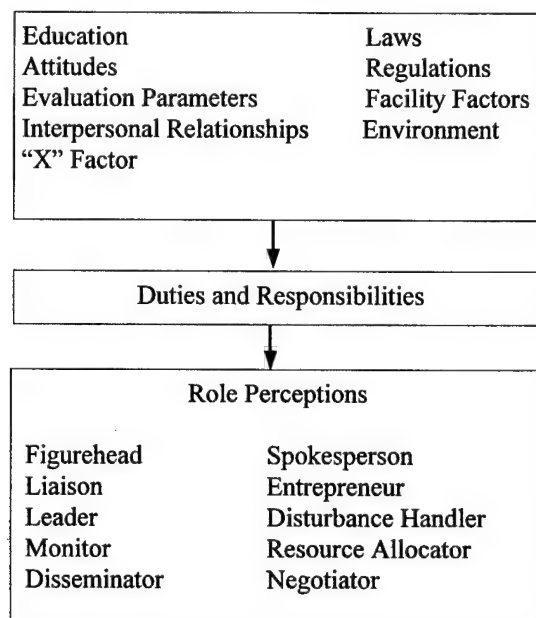 Education Laws
Attitudes Regulations
Evaluation Parameters Facility Factors
Interpersonal Relationships Environment
“X” Factor
Duties and Responsibilities
Role Perceptions
Figurehead Spokesperson
Liaison Entrepreneur
Leader Disturbance Handler
Monitor Resource Allocator
Disseminator Negotiator